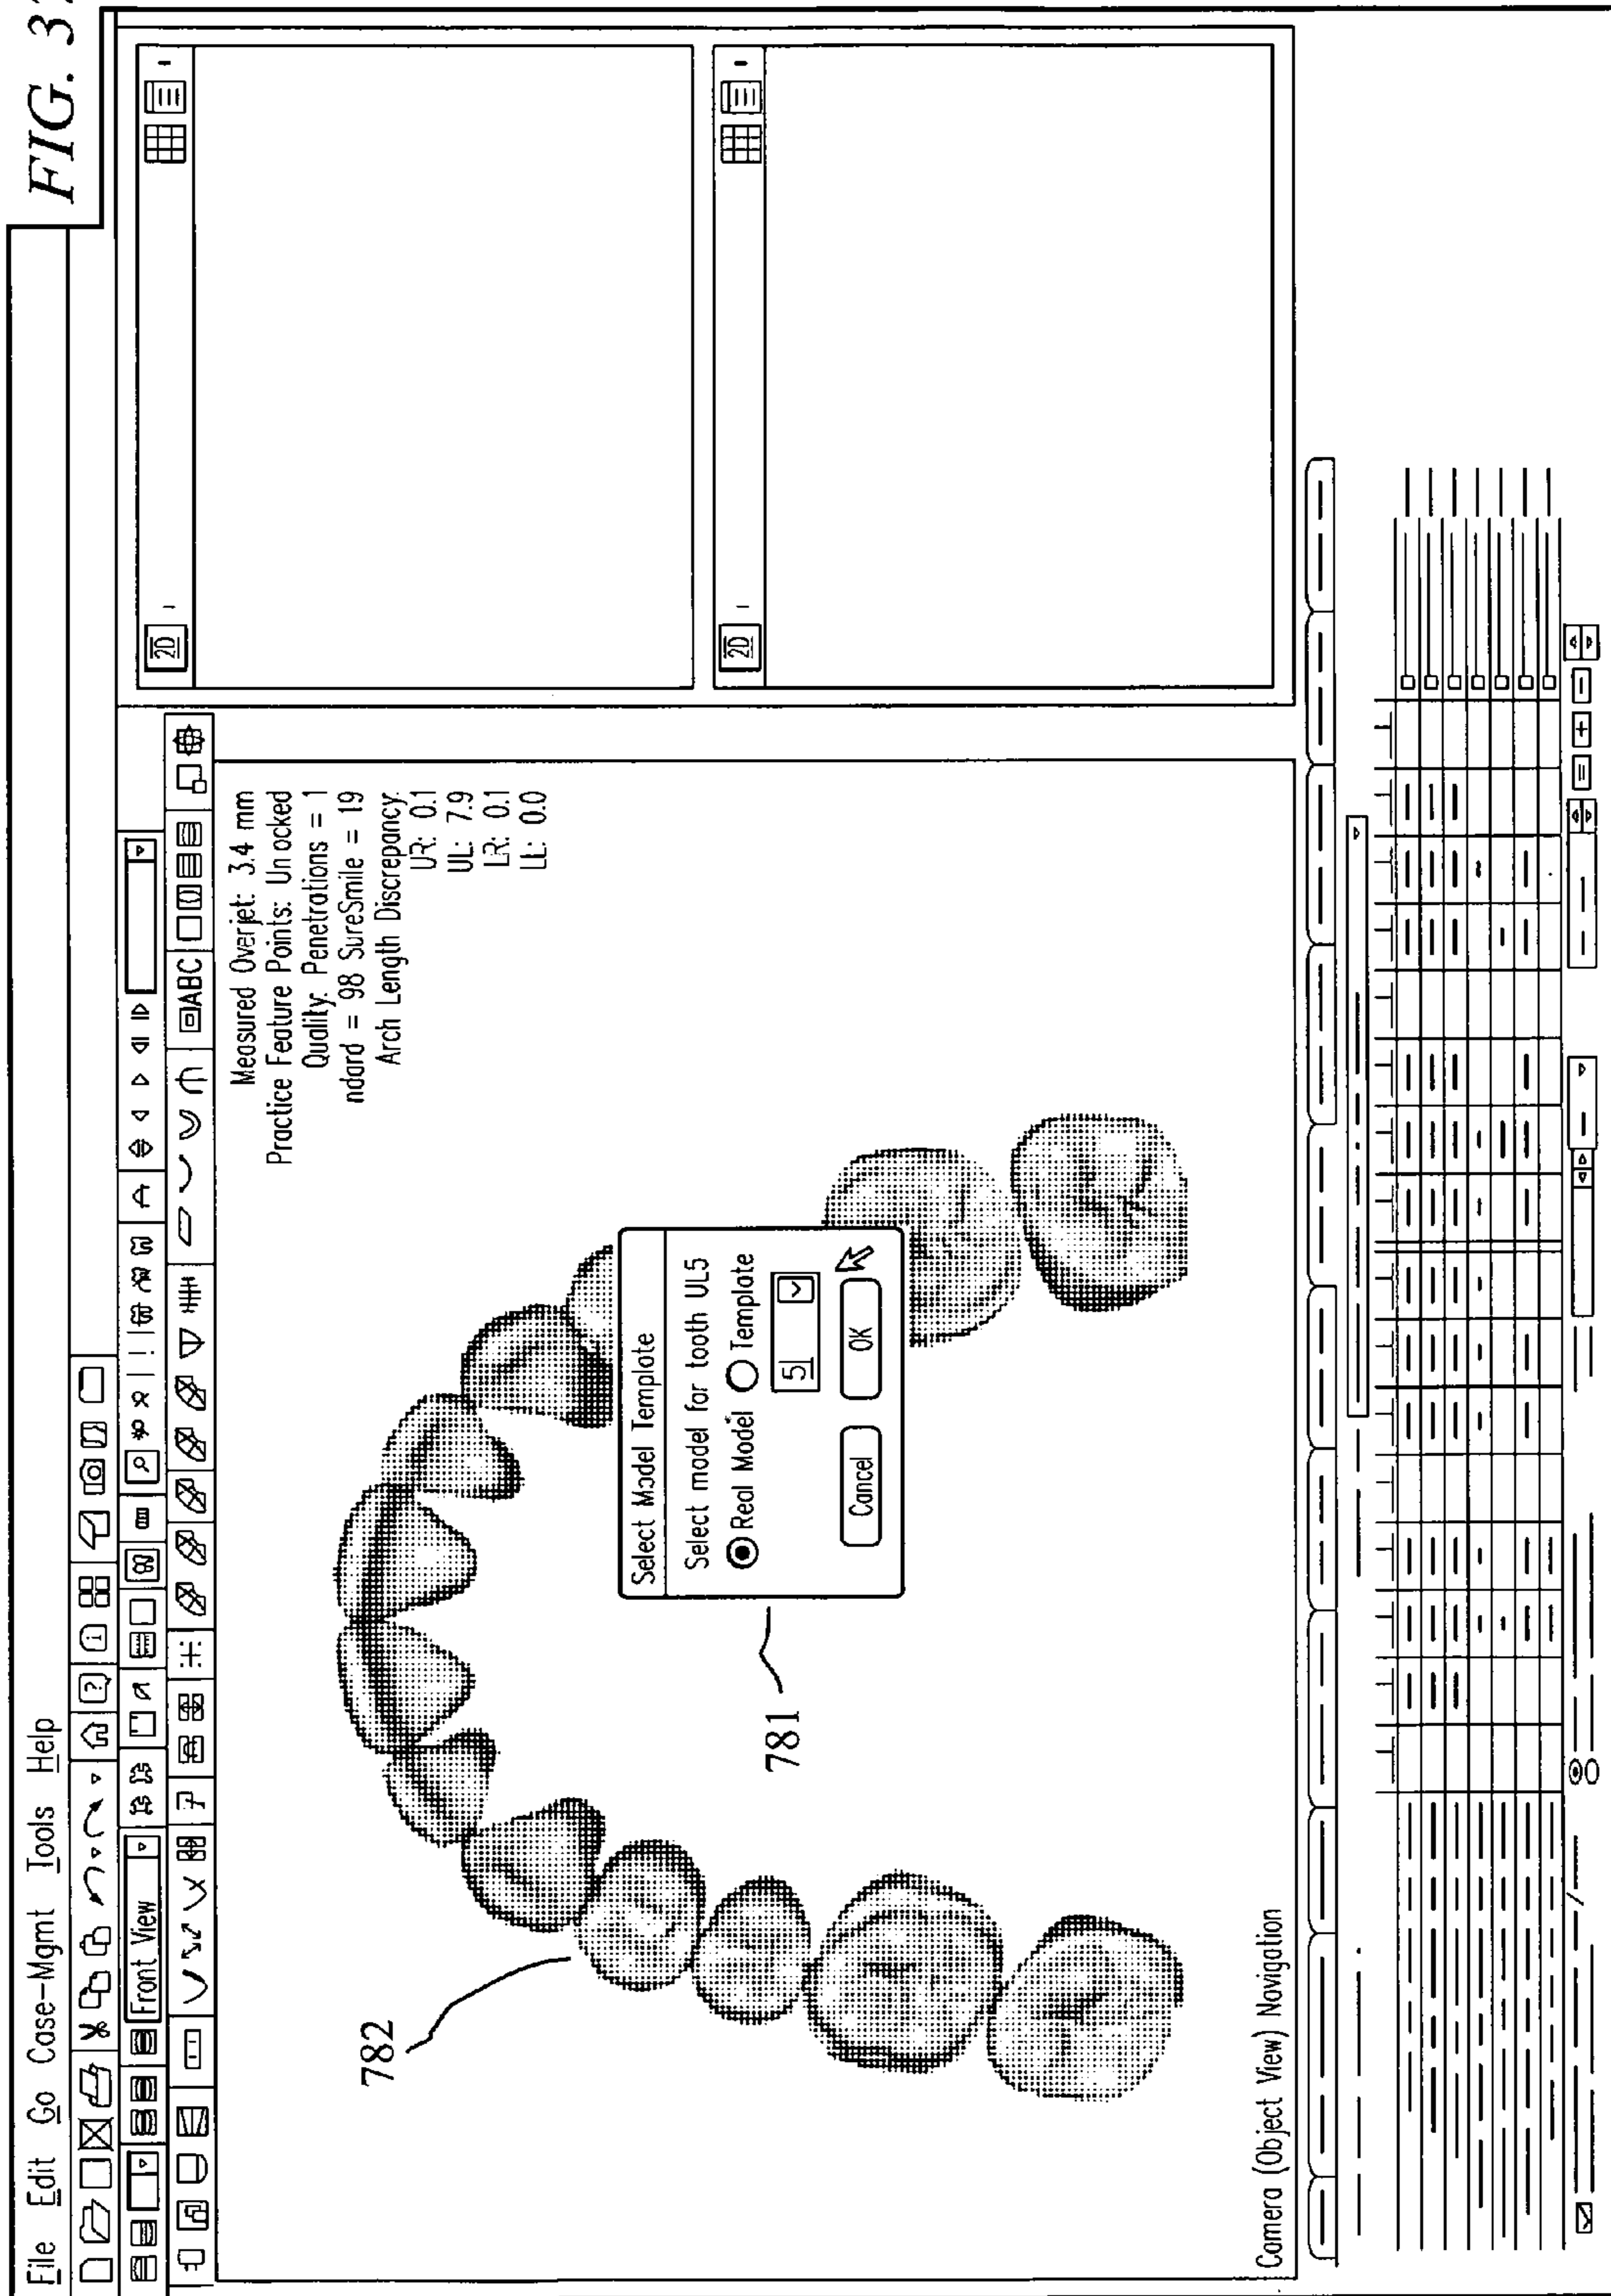 FIG. 3
File Edit Go Case-Mgmt Tools Help
Front View
ABC
2D
2D
Measured Overjet: 3.4 mm
Practice Feature Points: Un ocked
Quality: Penetrations = 1
ndard = 98 SureSmile = 19
Arch Length Discrepancy:
UR: 0.1
UL: 7.9
LR: 0.1
LL: 0.0
782
781
Select Model Template
Select model for tooth UL5
Real Model Template
5
Cancel OK
Camera (Object View) Navigation